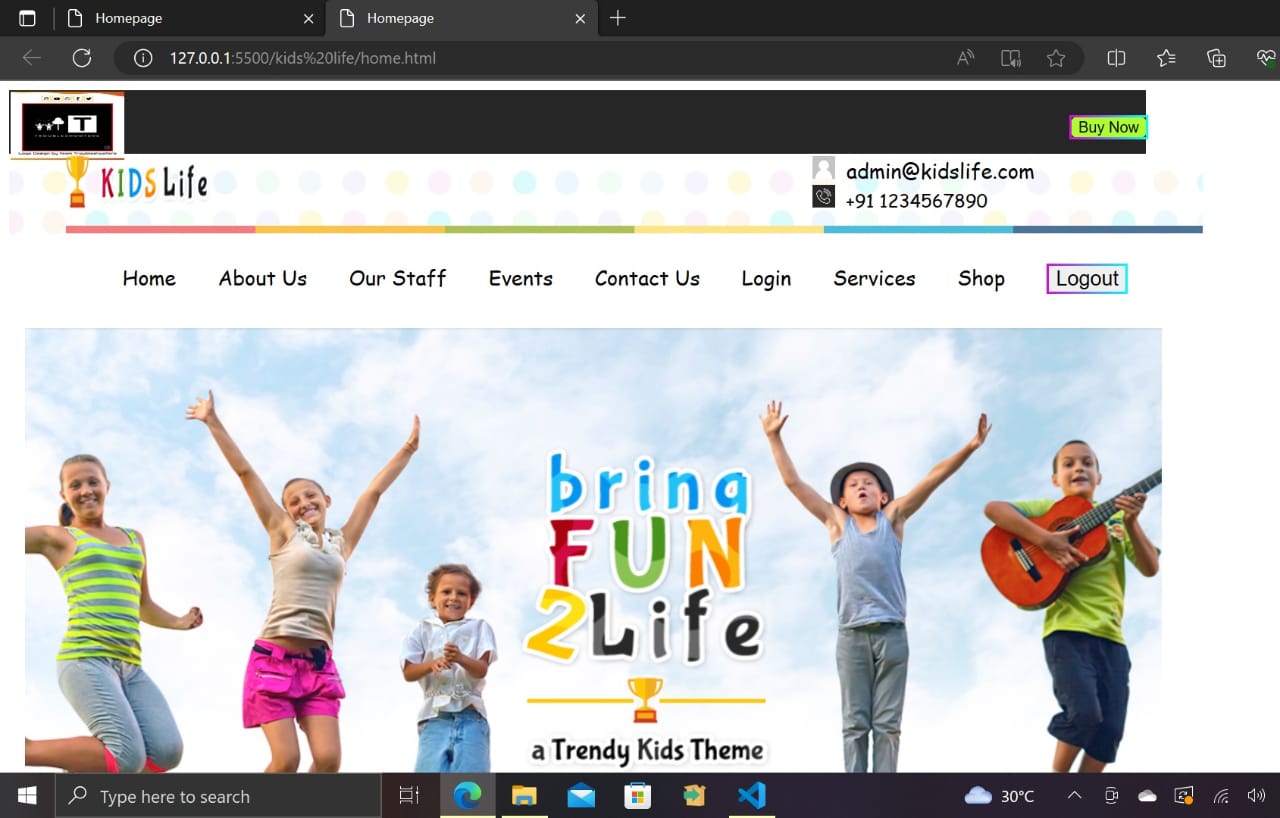 Homepage
Homepage
127.0.0.1:5500/kids%20life/home.html
T
Buy Now
KIDS Life
admin@kidslife.com
+91 1234567890
Home About Us Our Staff Events Contact Us Login Services Shop Logout
bring
FUN
2Life
a Trendy Kids Theme
Type here to search
30°C